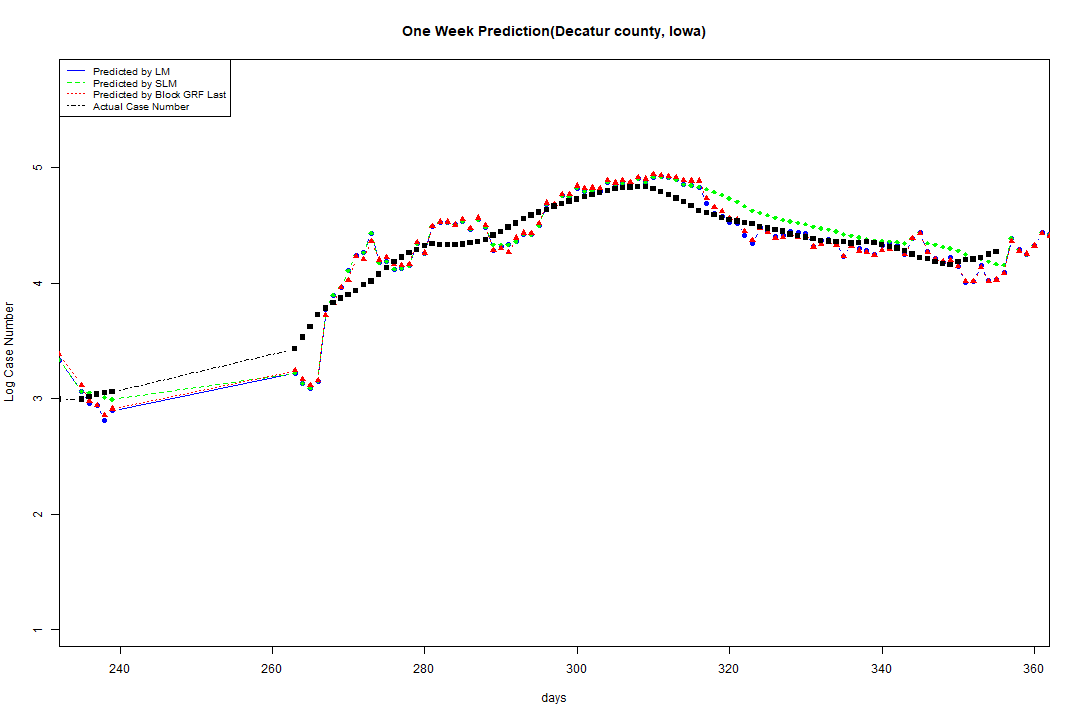 One Week Prediction(Decatur county, Iowa)
Predicted by LM
Predicted by SLM
Predicted by Block GRF Last
Actual Case Number
Log Case Number
5
4
3
2
1
240 260 280 300 320 340 360
days